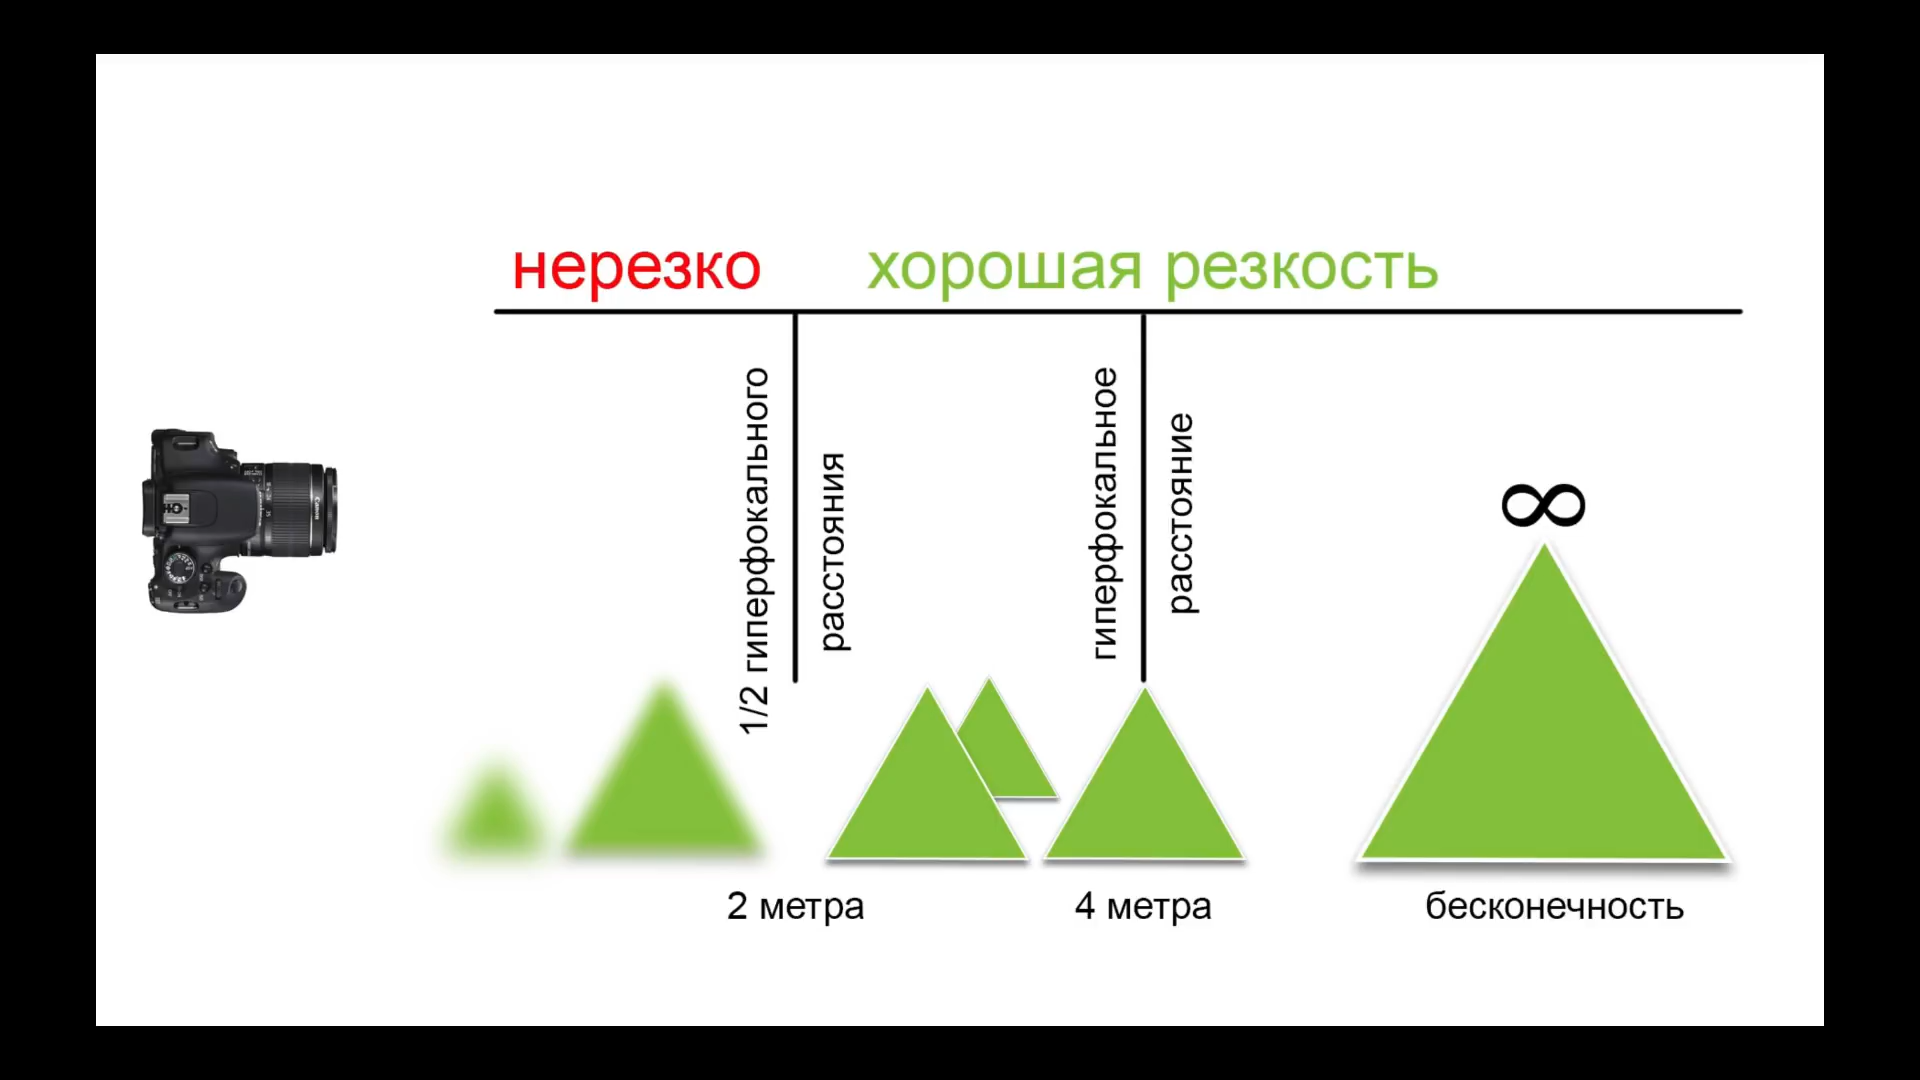 нерезко
хорошая резкость
1/2 гиперфокального
расстояния
гиперфокальное
расстояние
∞
2 метра
4 метра
бесконечность